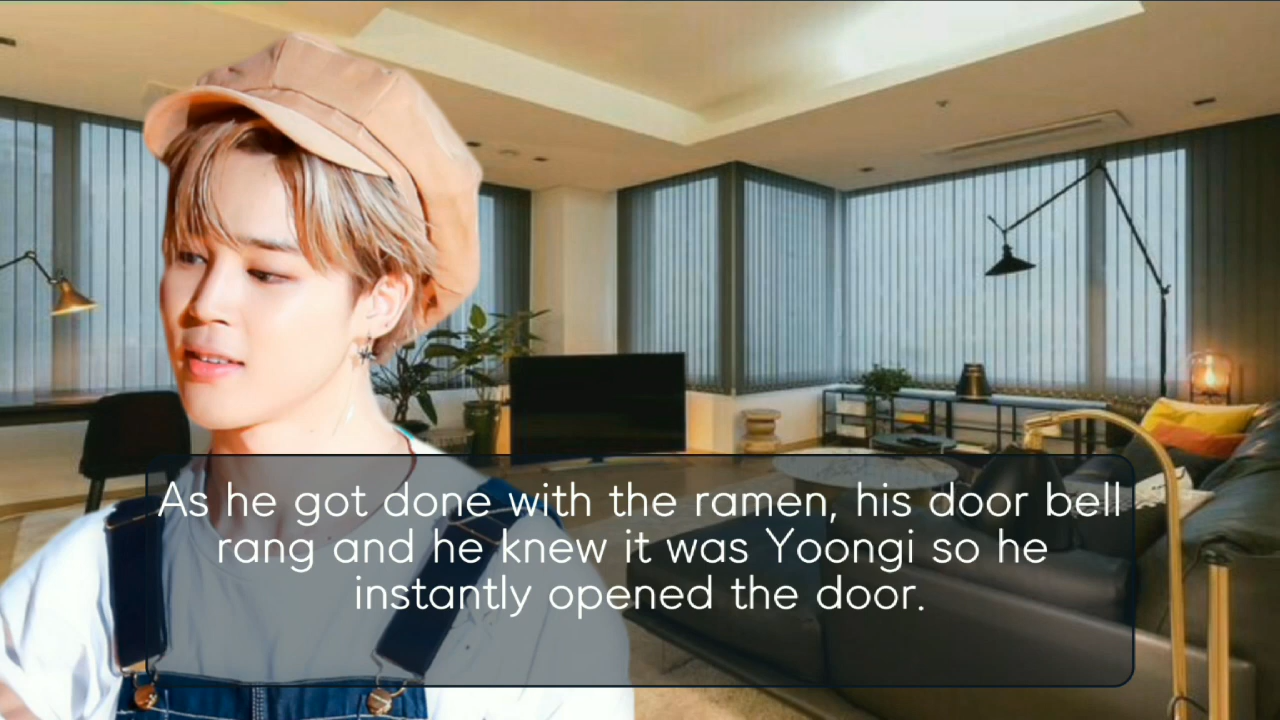 As he got done with the ramen, his door bell
rang and he knew it was Yoongi so he
instantly opened the door.